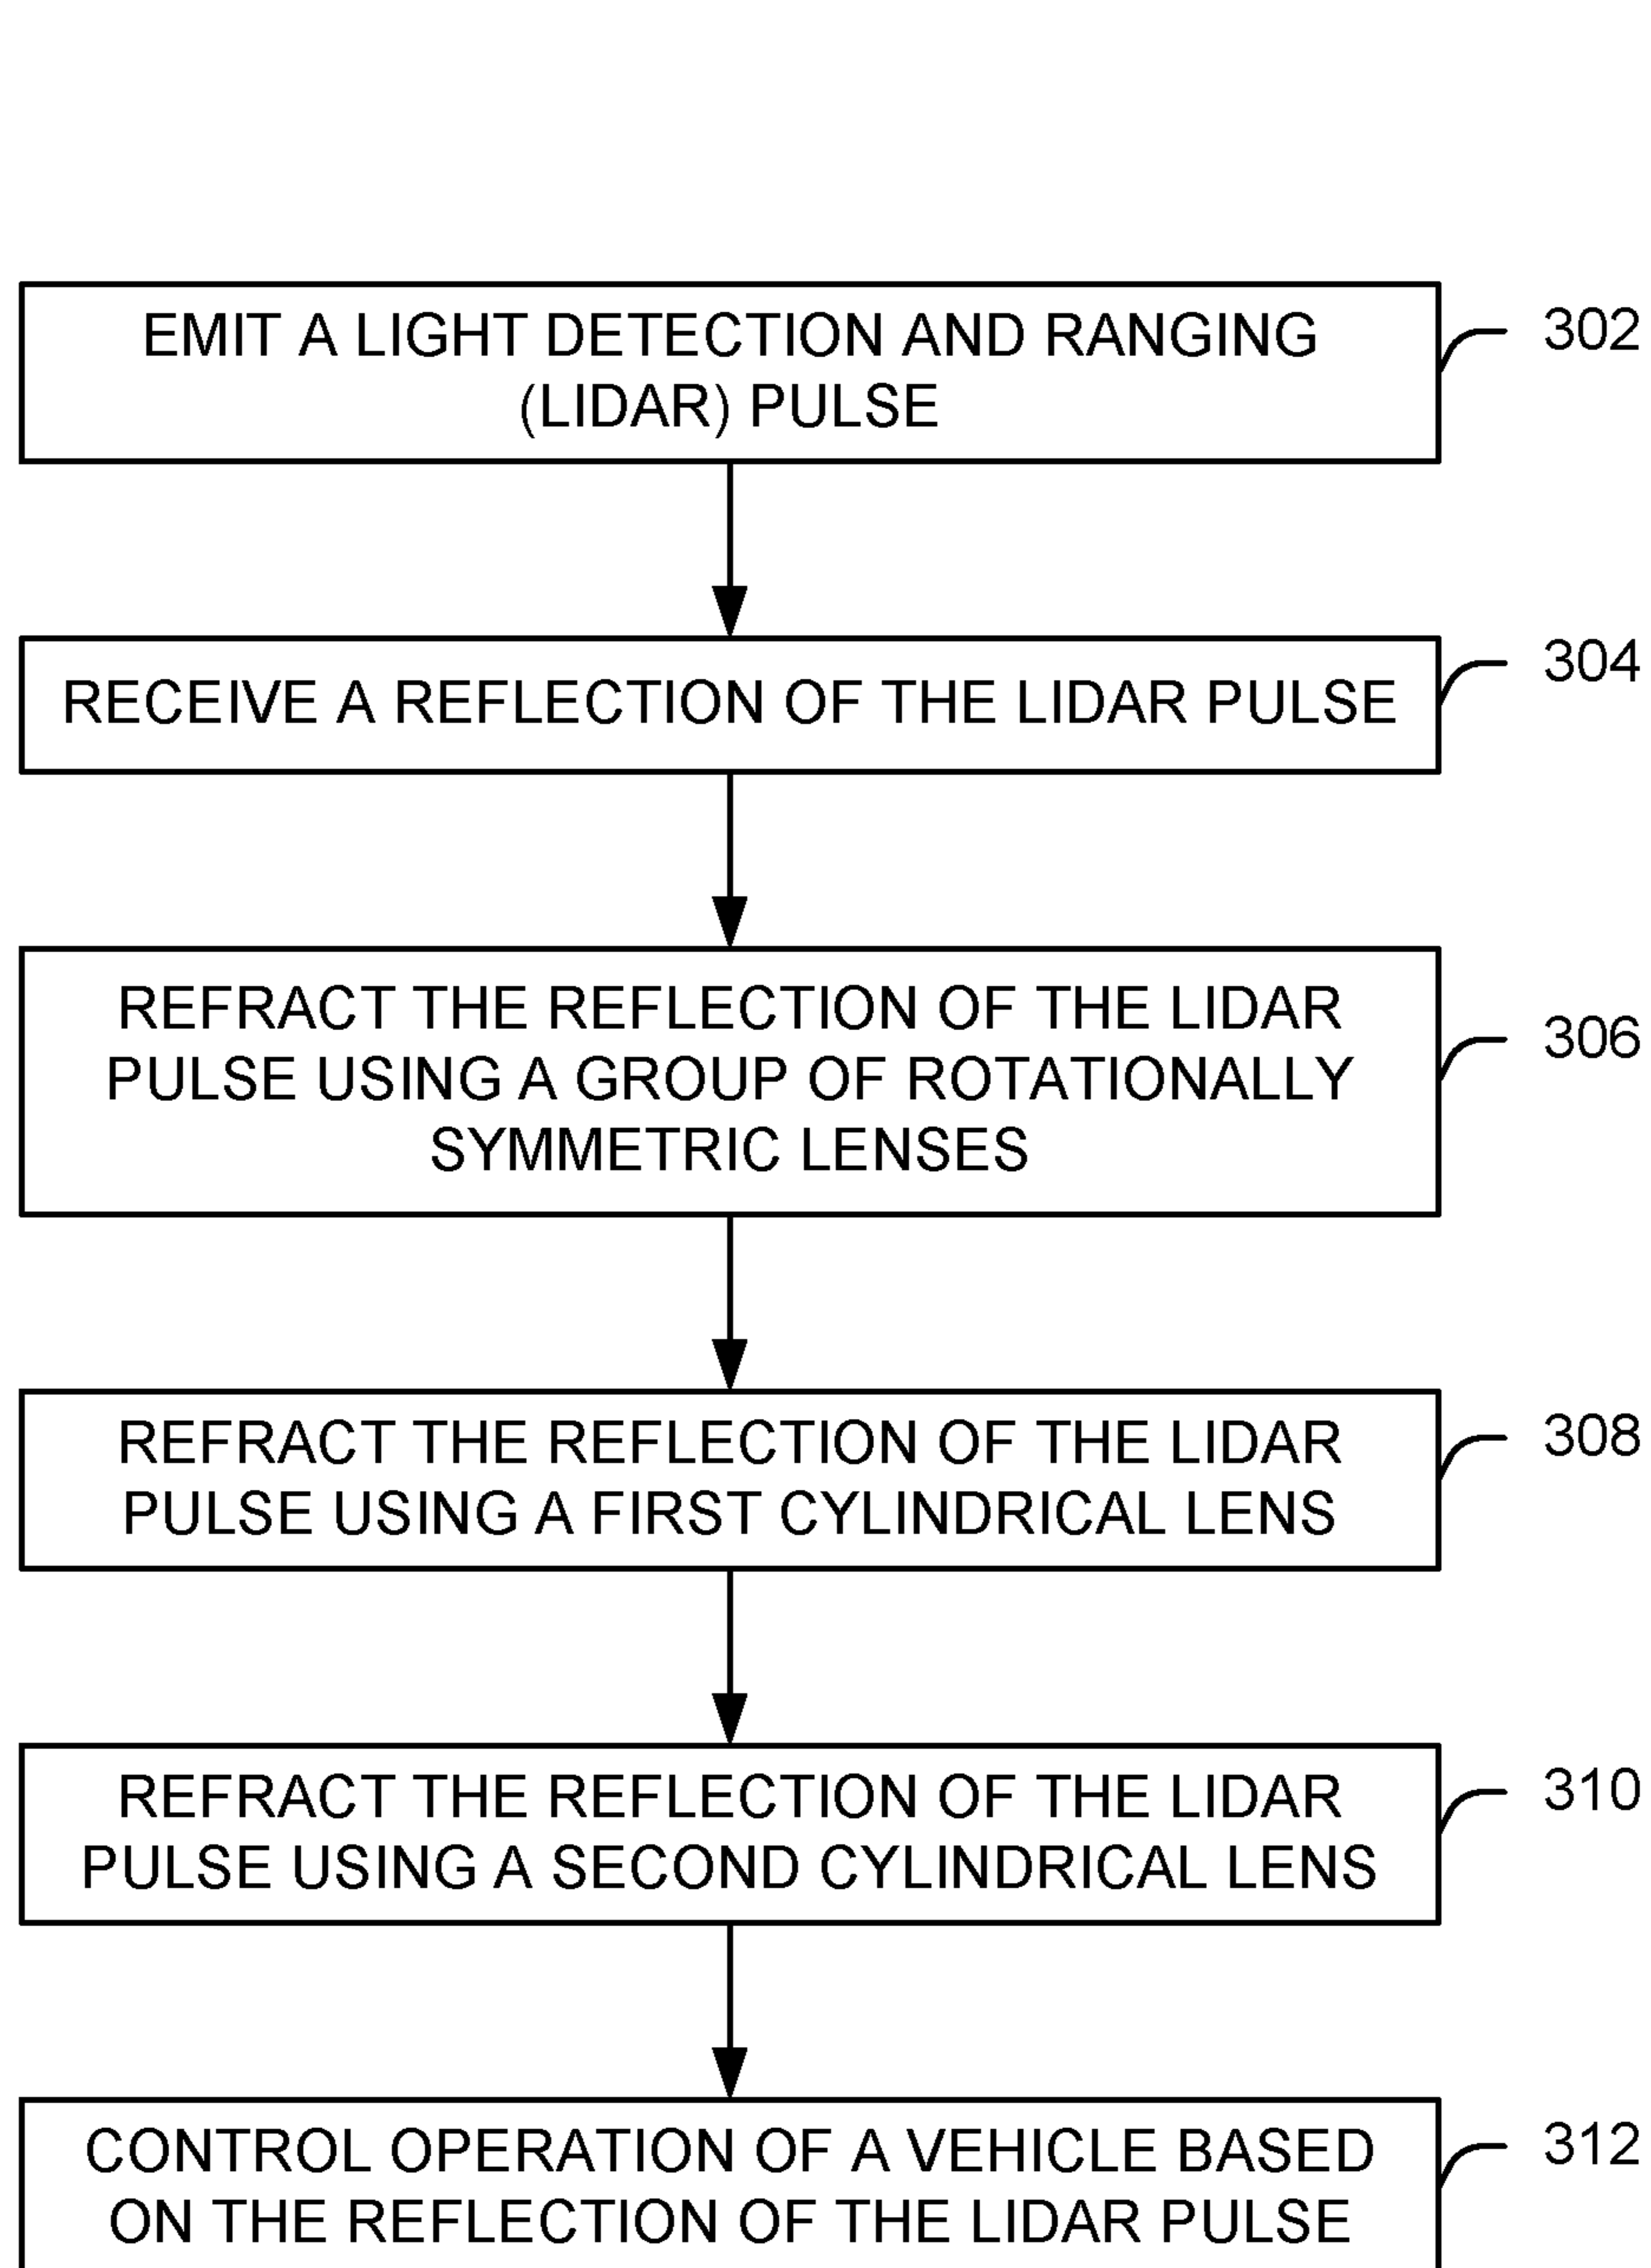 EMIT A LIGHT DETECTION AND RANGING
(LIDAR) PULSE
302
RECEIVE A REFLECTION OF THE LIDAR PULSE
304
REFRACT THE REFLECTION OF THE LIDAR
PULSE USING A GROUP OF ROTATIONALLY
SYMMETRIC LENSES
306
REFRACT THE REFLECTION OF THE LIDAR
PULSE USING A FIRST CYLINDRICAL LENS
308
REFRACT THE REFLECTION OF THE LIDAR
PULSE USING A SECOND CYLINDRICAL LENS
310
CONTROL OPERATION OF A VEHICLE BASED
ON THE REFLECTION OF THE LIDAR PULSE
312